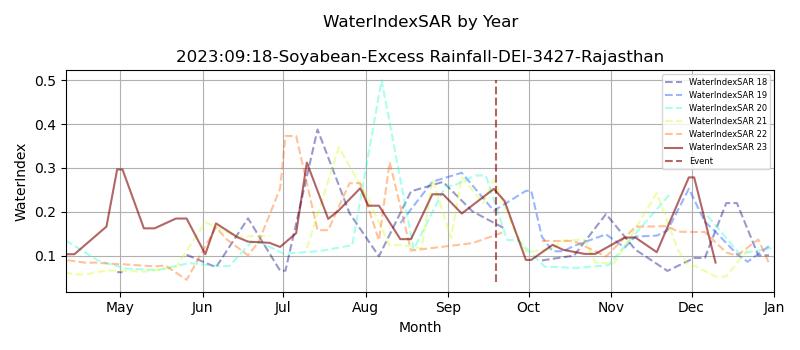 WaterIndexSAR by Year
2023:09:18-Soyabean-Excess Rainfall-DEI-3427-Rajasthan
WaterIndexSAR 18
WaterIndexSAR 19
WaterIndexSAR 20
WaterIndexSAR 21
WaterIndexSAR 22
WaterIndexSAR 23
Event
0.5
0.4
0.3
0.2
0.1
WaterIndex
May Jun Jul Aug Sep Oct Nov Dec Jan
Month